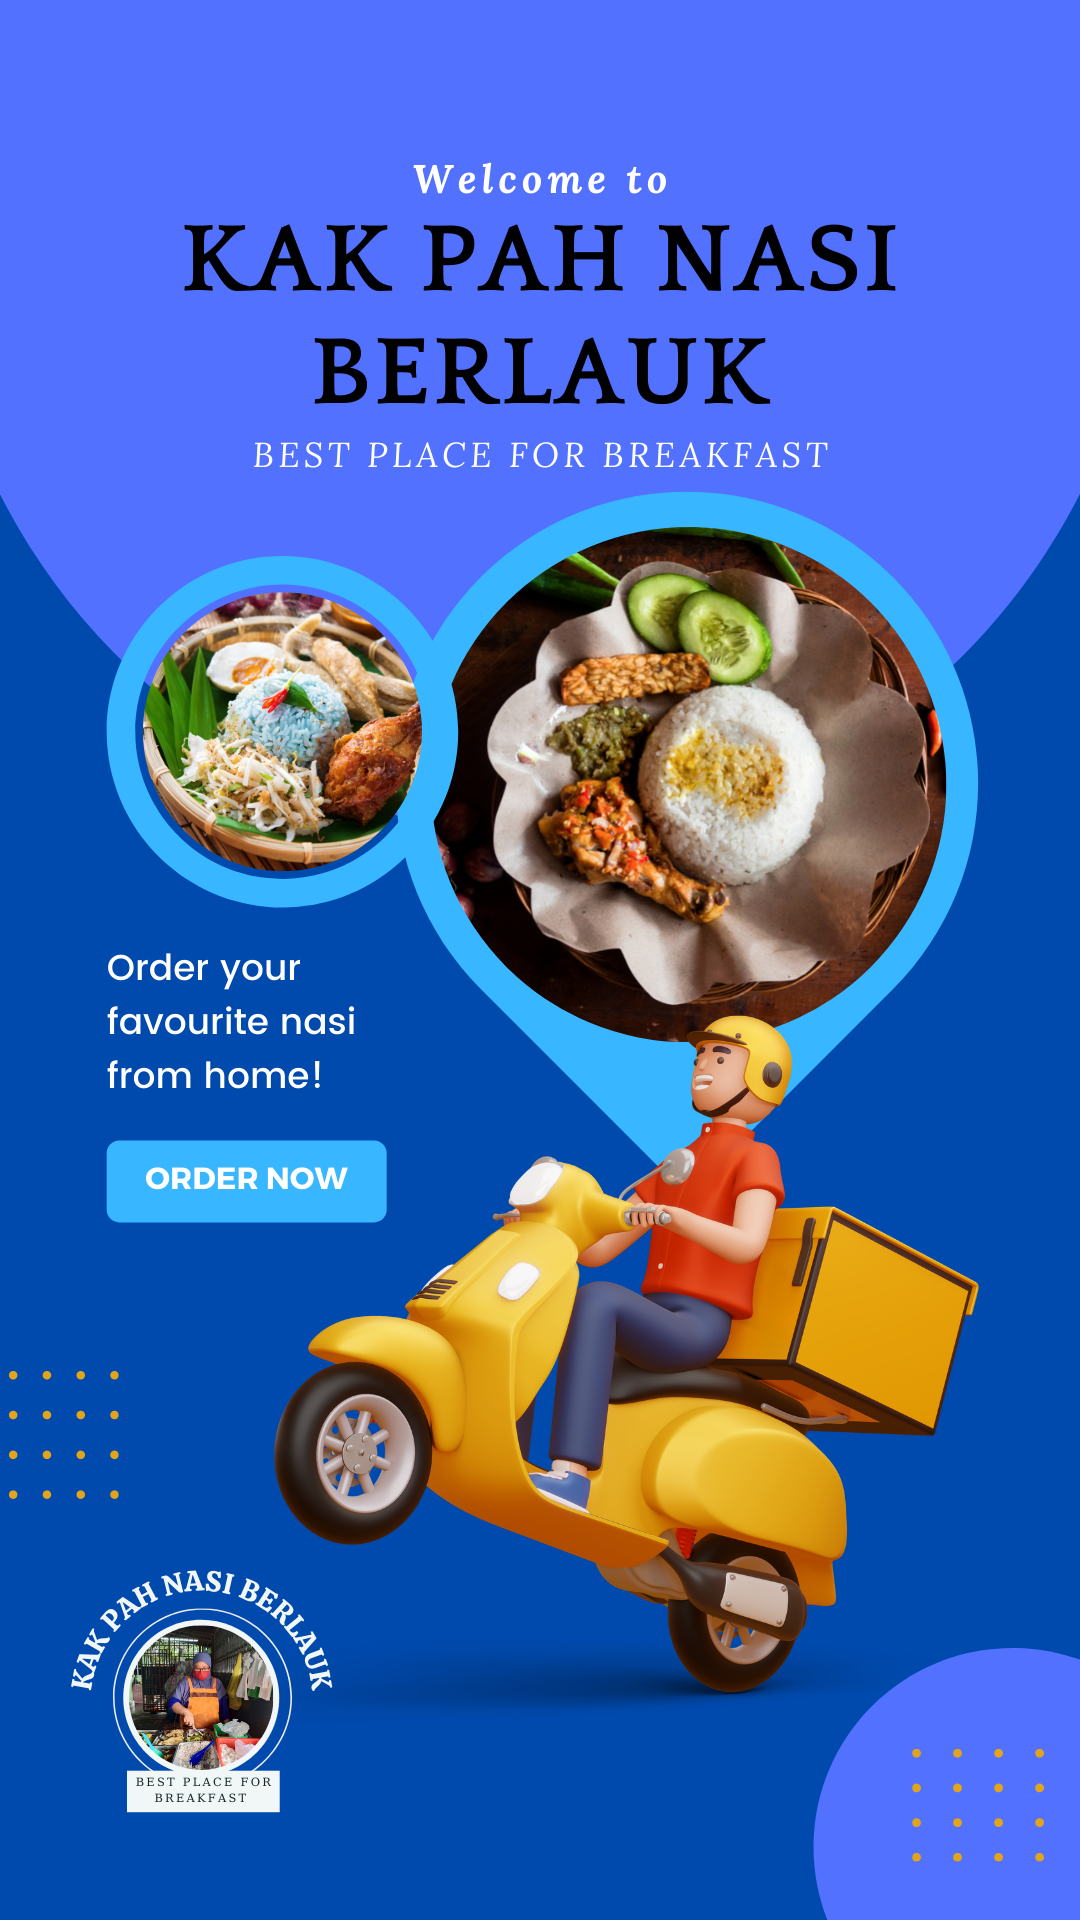 Welcome to
KAK PAH NASI
BERLAUK
BEST PLACE FOR BREAKFAST
Order your
favourite nasi
from home!
ORDER NOW
KAK PAH NASI BERLAUK
BEST PLACE FOR
BREAKFAST